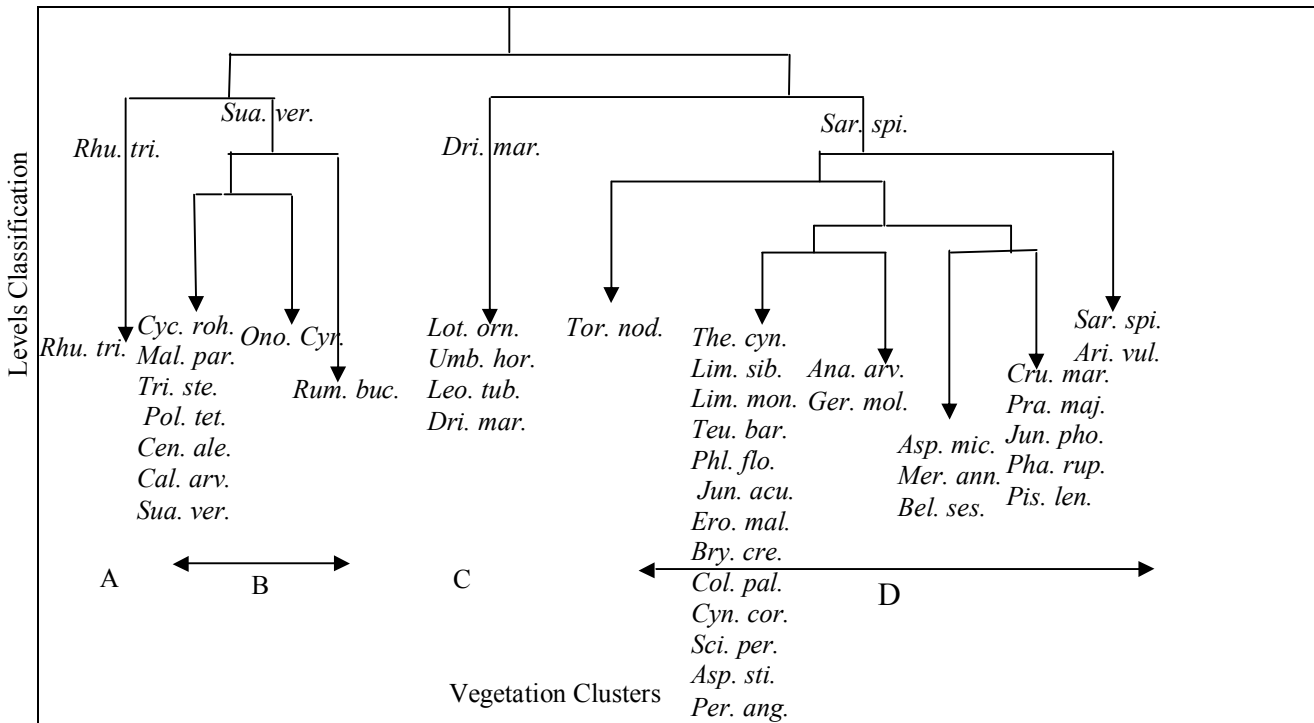 Levels Classification
Sua. ver.
Rhu. tri.
Dri. mar.
Sar. spi.
Rhu. tri.
Cyc. roh.
Mal. par.
Tri. ste.
Pol. tet.
Cen. ale.
Cal. arv.
Sua. ver.
Ono. Cyr.
Rum. buc.
Lot. orn.
Umb. hor.
Leo. tub.
Dri. mar.
Tor. nod.
The. cyn.
Lim. sib.
Lim. mon.
Teu. bar.
Phl. flo.
Jun. acu.
Ero. mal.
Bry. cre.
Col. pal.
Cyn. cor.
Sci. per.
Asp. sti.
Per. ang.
Ana. arv.
Ger. mol.
Asp. mic.
Mer. ann.
Bel. ses.
Cru. mar.
Pra. maj.
Jun. pho.
Pha. rup.
Pis. len.
Sar. spi.
Ari. vul.
A
B
C
D
Vegetation Clusters